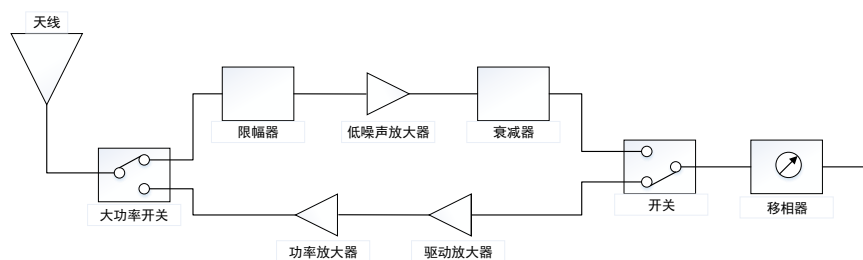 天线
限幅器
低噪声放大器
衰减器
大功率开关
开关
移相器
功率放大器
驱动放大器